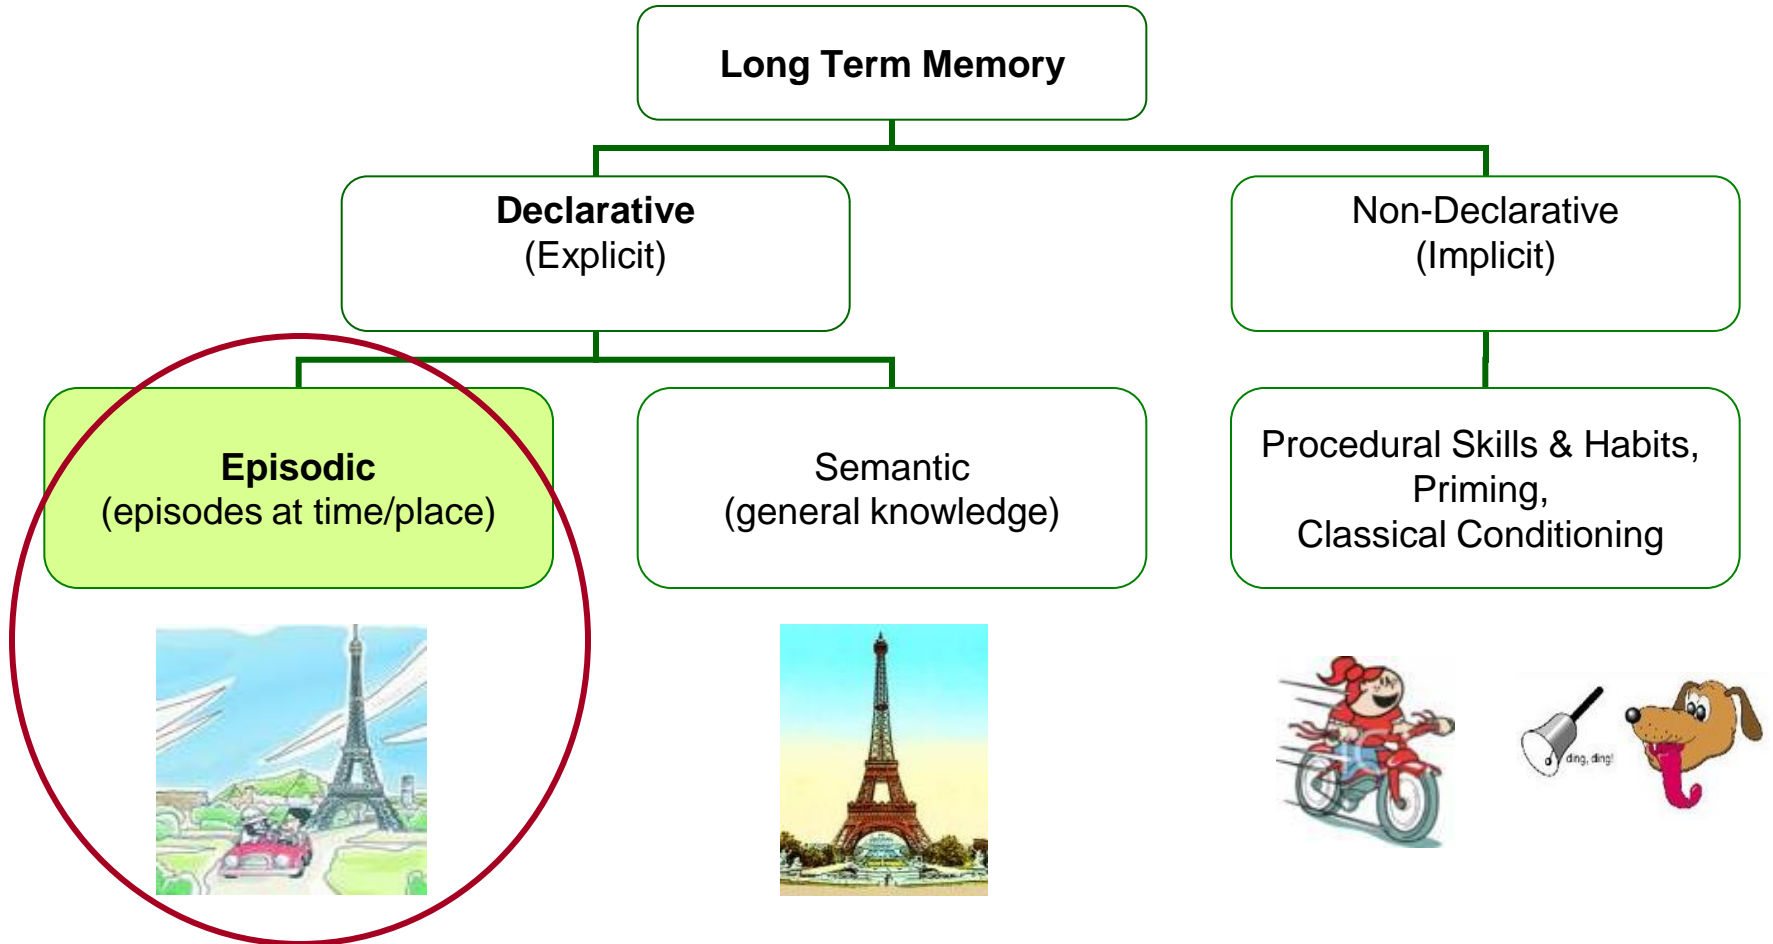 Long Term Memory
Declarative
(Explicit)
Non-Declarative
(Implicit)
Episodic
(episodes at time/place)
Semantic
(general knowledge)
Procedural Skills & Habits,
Priming,
Classical Conditioning
ding, ding!